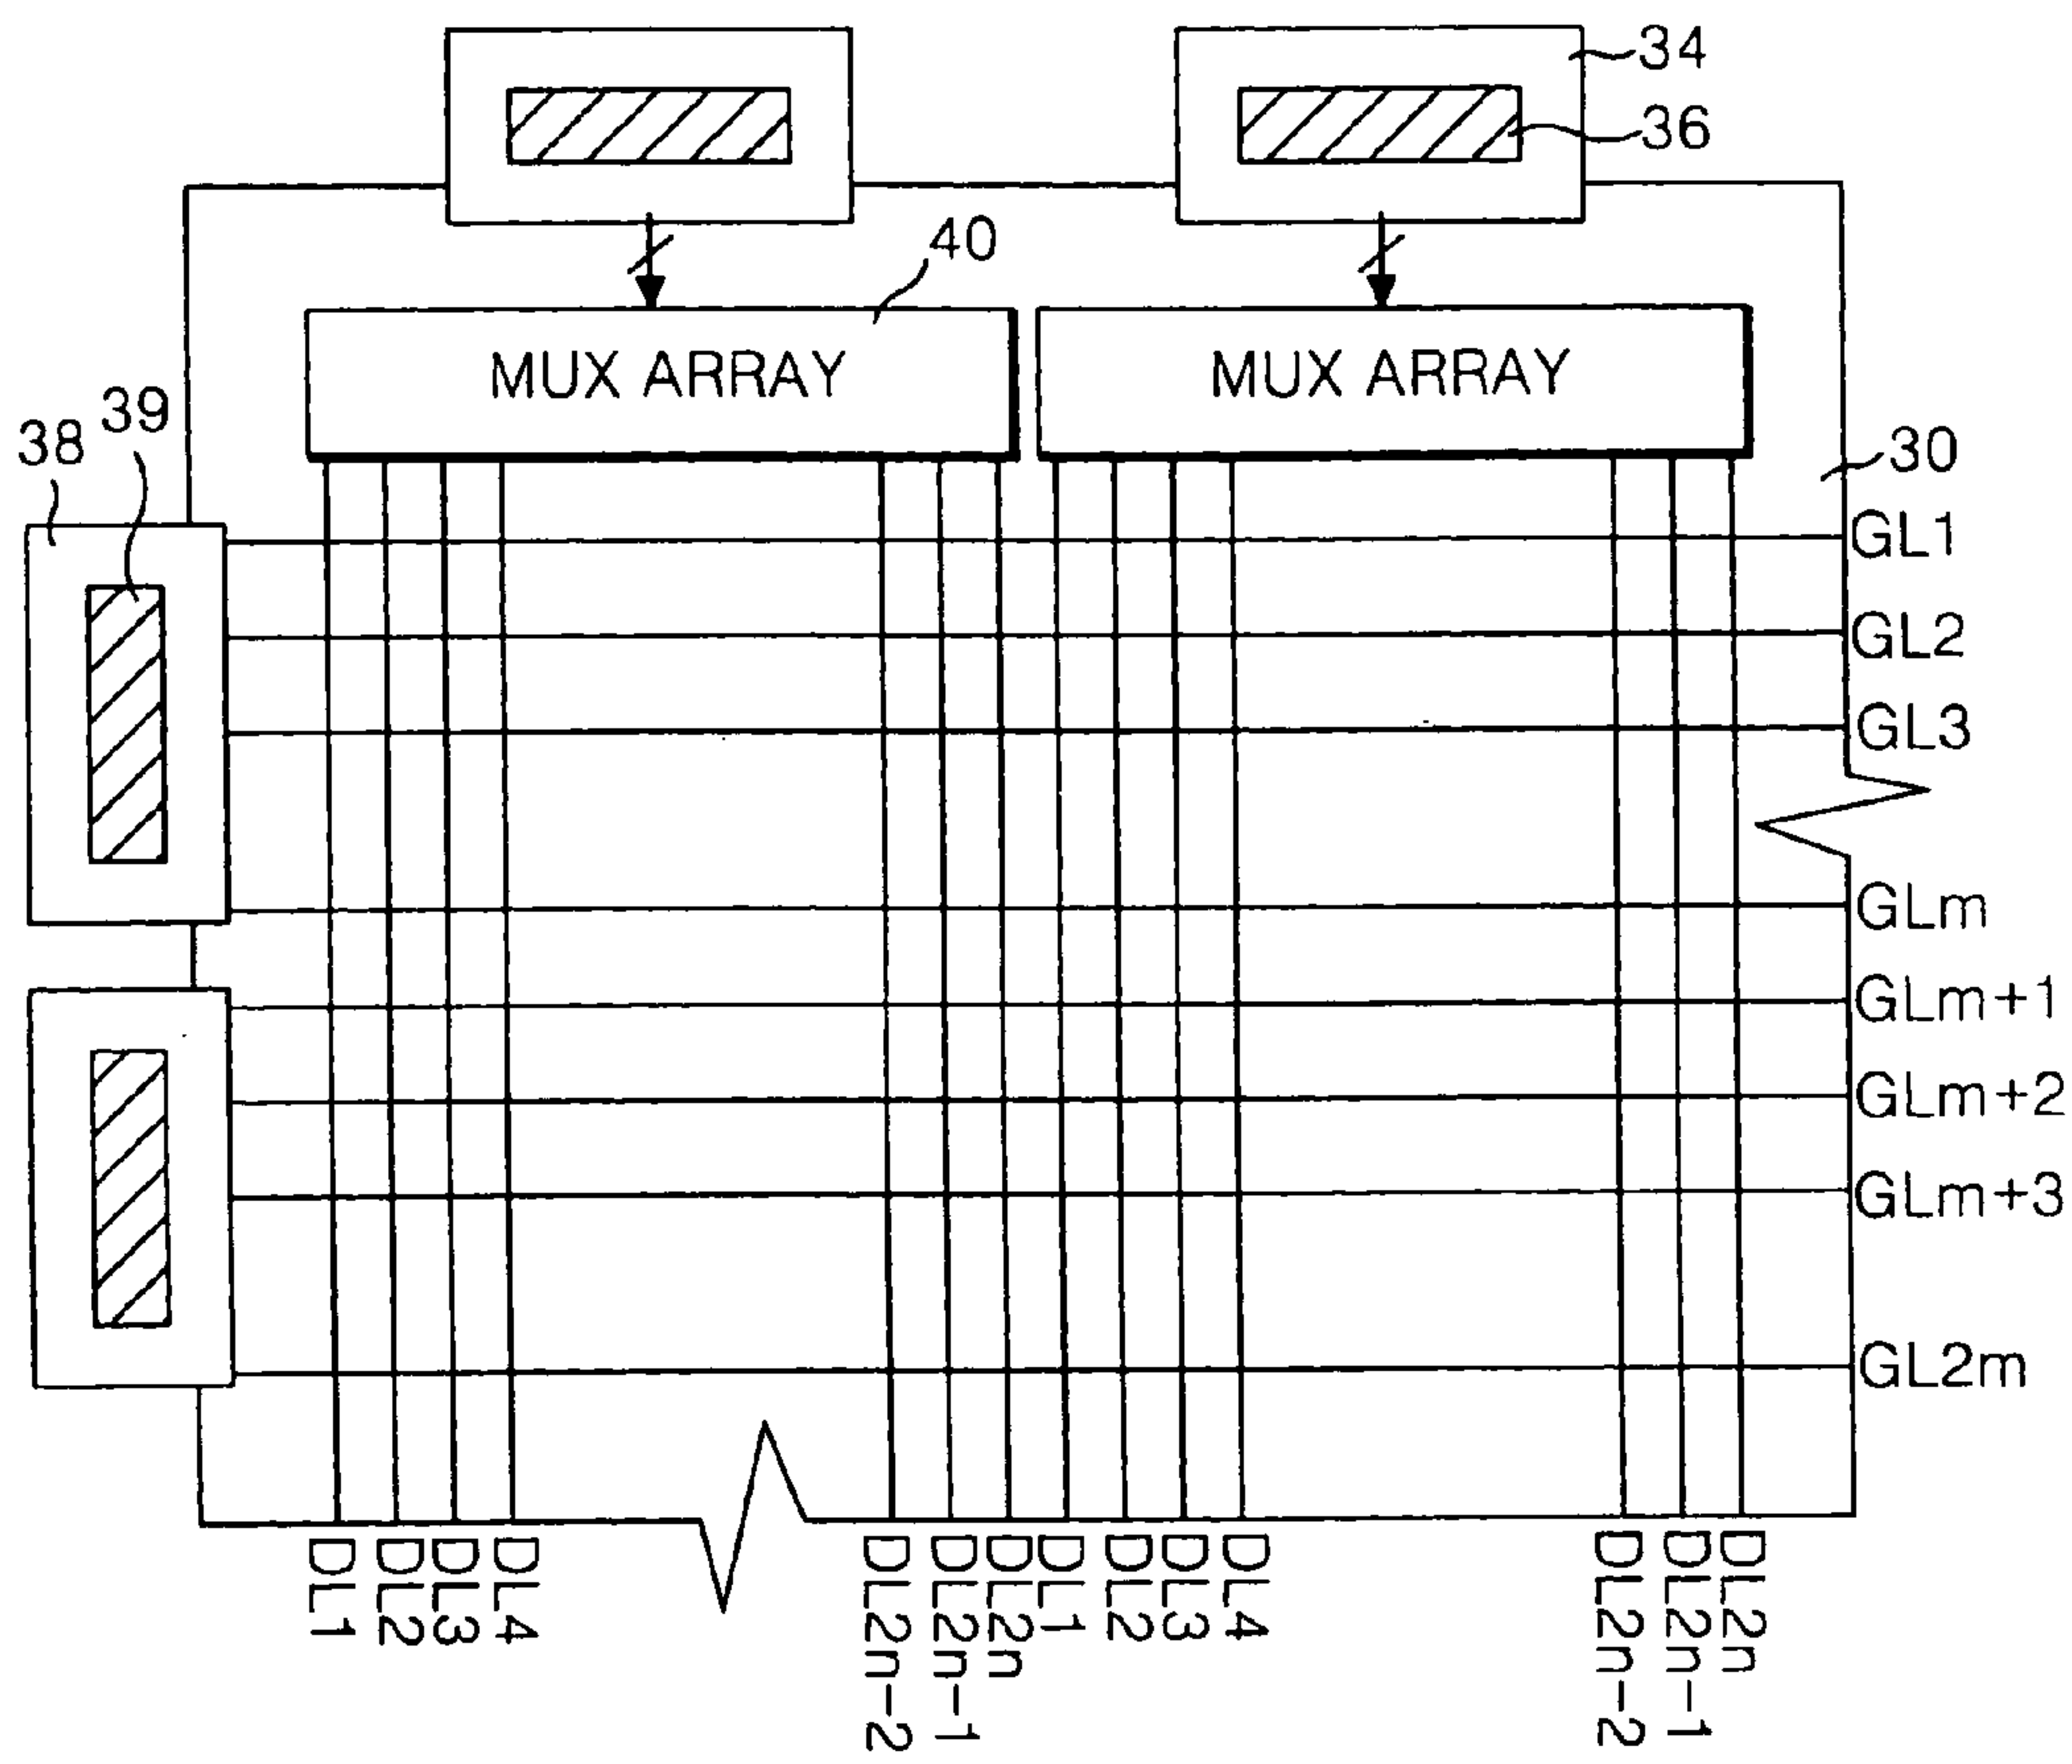 34
36
40
MUX ARRAY
MUX ARRAY
39
38
30
GL1
GL2
GL3
GLm
GLm+1
GLm+2
GLm+3
GL2m
DL1
DL2
DL3
DL4
DL2n-2
DL2n-1
DL2n
DL1
DL2
DL3
DL4
DL2n-2
DL2n-1
DL2n